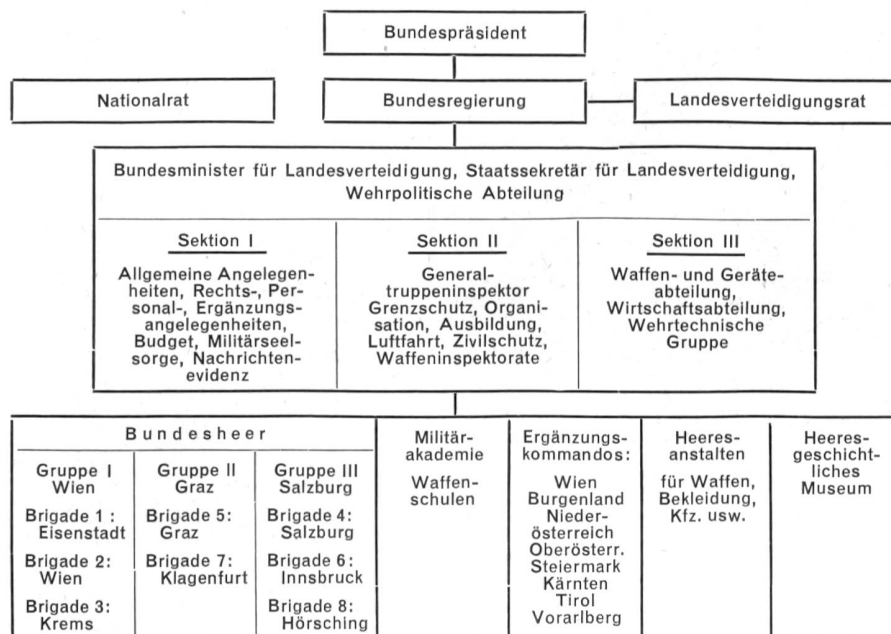 Bundespräsident
Nationalrat
Bundesregierung
Landesverteidigungsrat
Bundesminister für Landesverteidigung, Staatssekretär für Landesverteidigung,
Wehrpolitische Abteilung
Sektion I
Allgemeine Angelegen-
heiten, Rechts-, Per-
sonal-, Ergänzungs-
angelegenheiten,
Budget, Militärseel-
sorge, Nachrichten-
evidenz
Sektion II
General-
truppeninspektor
Grenzschutz, Organi-
sation, Ausbildung,
Luftfahrt, Zivilschutz,
Waffeninspektorate
Sektion III
Waffen- und Geräte-
abteilung,
Wirtschaftsabteilung,
Wehrtechnische
Gruppe
Bundesheer
Gruppe I
Wien
Brigade 1:
Eisenstadt
Brigade 2:
Wien
Brigade 3:
Krems
Gruppe II
Graz
Brigade 5:
Graz
Brigade 7:
Klagenfurt
Gruppe III
Salzburg
Brigade 4:
Salzburg
Brigade 6:
Innsbruck
Brigade 8:
Hörsching
Militär-
akademie
Waffen-
schulen
Ergänzungs-
kommandos:
Wien
Burgenland
Nieder-
österreich
Oberösterr.
Steiermark
Kärnten
Tirol
Vorarlberg
Heeres-
anstalten
für Waffen,
Bekleidung,
Kfz. usw.
Heeres-
geschicht-
liches
Museum